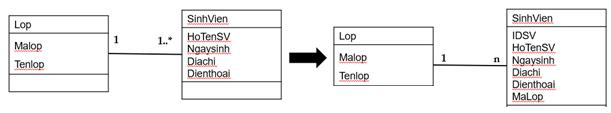 Lop
Malop
Tenlop
1
1..*
SinhVien
HoTenSV
Ngaysinh
Diachi
Dienthoai
Lop
Malop
Tenlop
1
n
SinhVien
IDSV
HoTenSV
Ngaysinh
Diachi
Dienthoai
MaLop